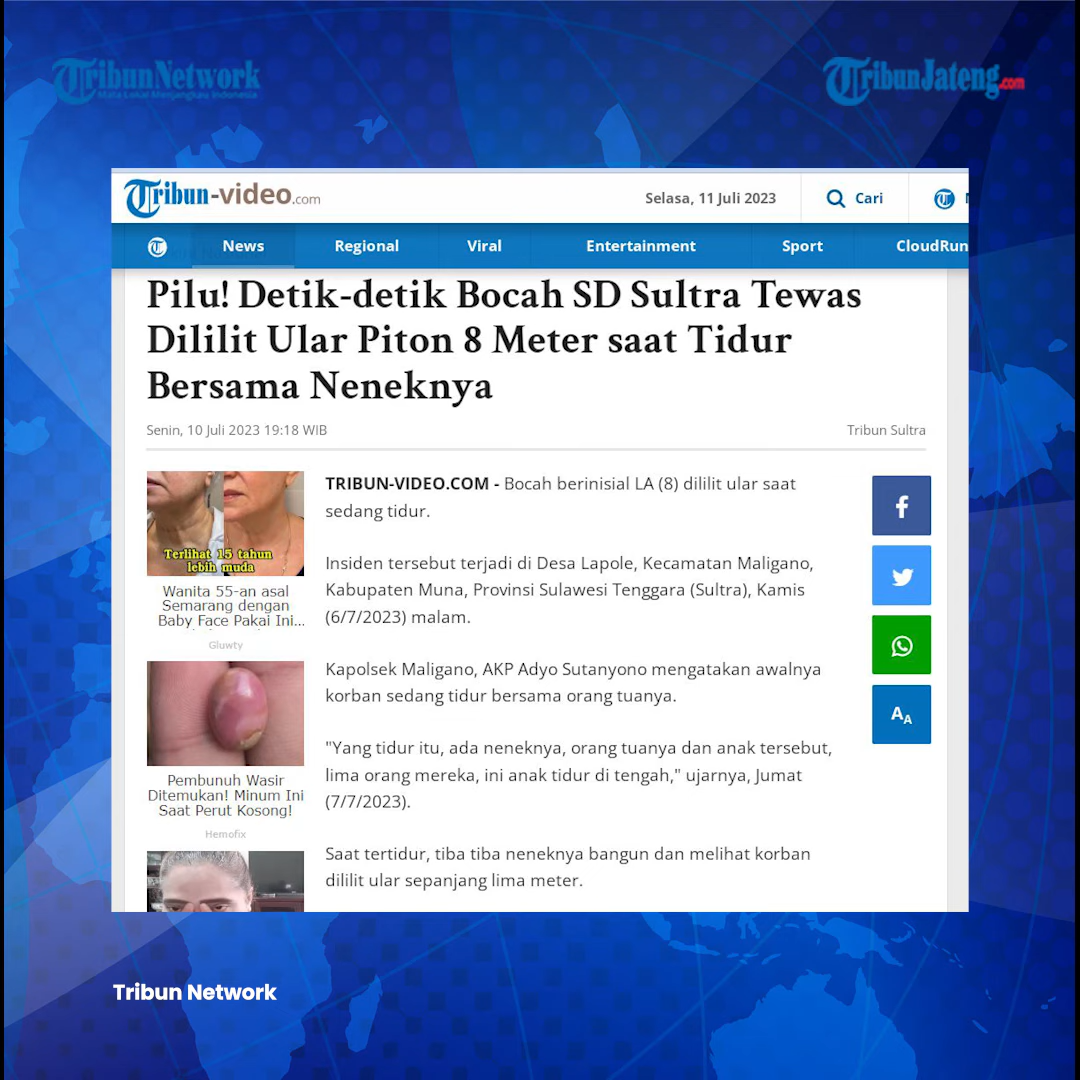 TribunNetwork
Mata Lokal Menjangkau Indonesia
TribunJateng.com
Tribun-video.com
Selasa, 11 Juli 2023
Cari
News
Regional
Viral
Entertainment
Sport
CloudRun
Pilu! Detik-detik Bocah SD Sultra Tewas
Dililit Ular Piton 8 Meter saat Tidur
Bersama Neneknya
Senin, 10 Juli 2023 19:18 WIB
Tribun Sultra
Terlihat 15 tahun
lebih muda
Wanita 55-an asal
Semarang dengan
Baby Face Pakai Ini...
Gluwty
Pembunuh Wasir
Ditemukan! Minum Ini
Saat Perut Kosong!
Hemofix
TRIBUN-VIDEO.COM - Bocah berinisial LA (8) dililit ular saat
sedang tidur.
Insiden tersebut terjadi di Desa Lapole, Kecamatan Maligano,
Kabupaten Muna, Provinsi Sulawesi Tenggara (Sultra), Kamis
(6/7/2023) malam.
Kapolsek Maligano, AKP Adyo Sutanyono mengatakan awalnya
korban sedang tidur bersama orang tuanya.
"Yang tidur itu, ada neneknya, orang tuanya dan anak tersebut,
lima orang mereka, ini anak tidur di tengah," ujarnya, Jumat
(7/7/2023).
Saat tertidur, tiba tiba neneknya bangun dan melihat korban
dililit ular sepanjang lima meter.
AA
Tribun Network